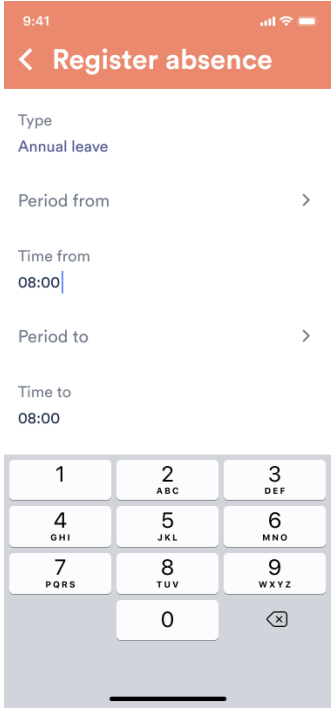 9:41
Register absence
Type
Annual leave
Period from
Time from
08:00
Period to
Time to
08:00
1 2 3
ABC DEF
4 5 6
GHI JKL MNO
7 8 9
PQRS TUV WXYZ
0